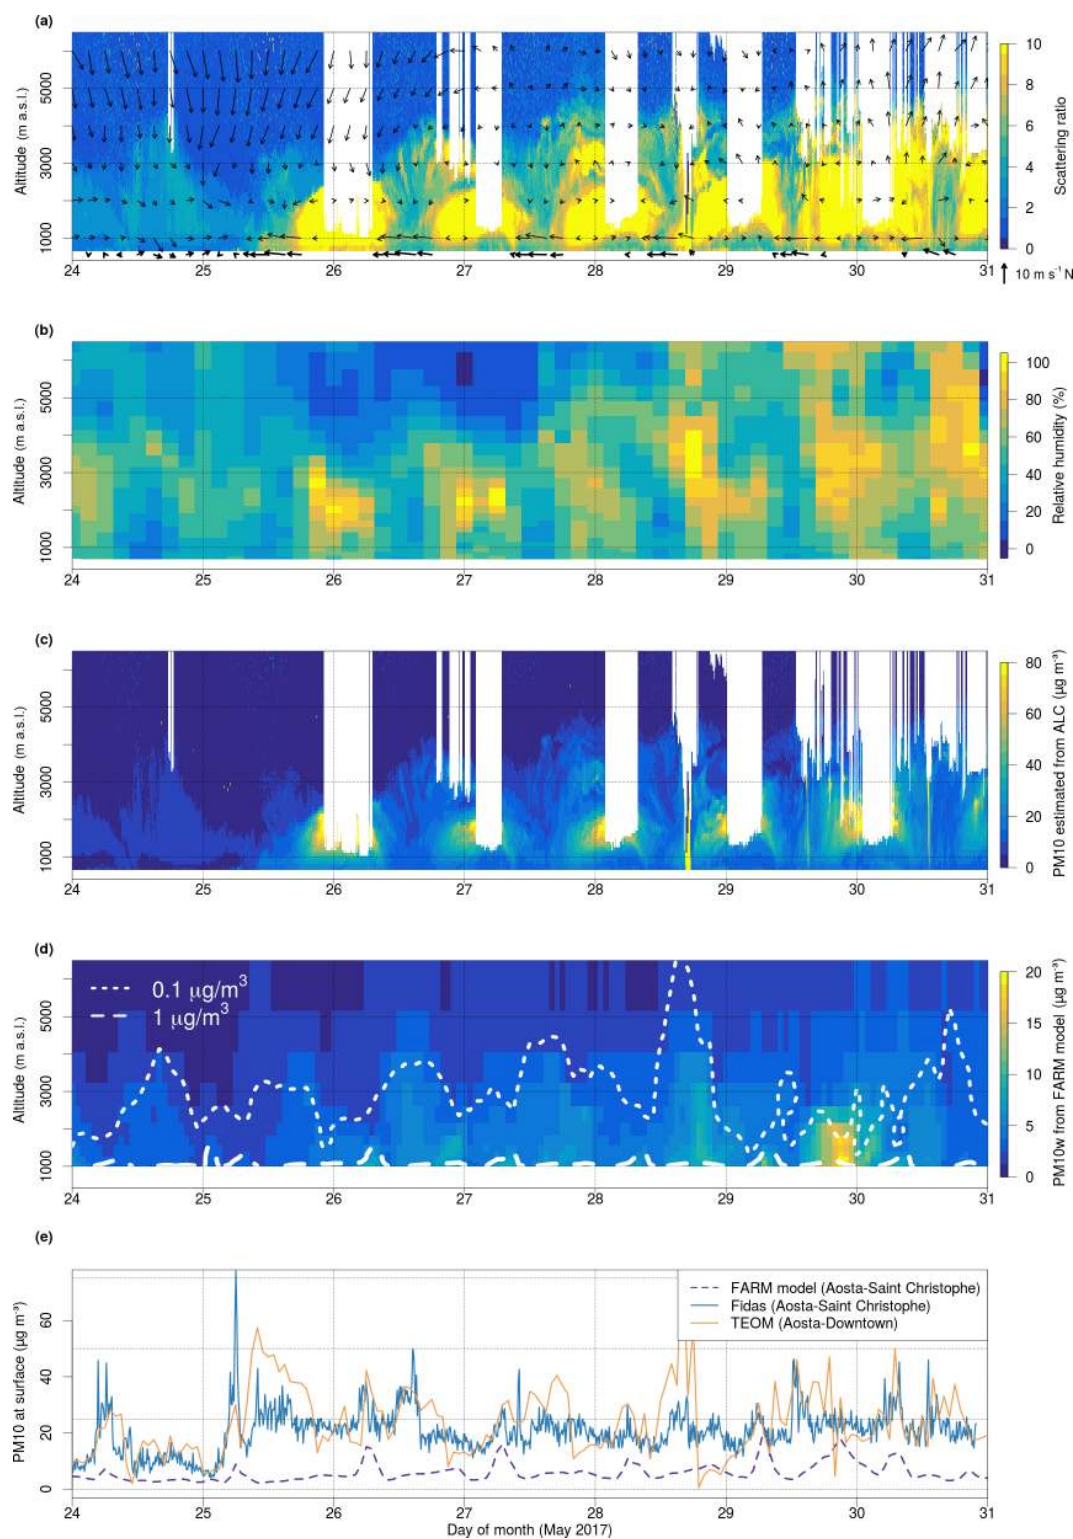 (a)
Altitude (m a.s.l.)
5000
3000
1000
24 25 26 27 28 29 30 31
10
8
6
4
2
0
Scattering ratio
10 m s⁻¹ N
(b)
Altitude (m a.s.l.)
5000
3000
1000
24 25 26 27 28 29 30 31
100
80
60
40
20
0
Relative humidity (%)
(c)
Altitude (m a.s.l.)
5000
3000
1000
24 25 26 27 28 29 30 31
80
60
40
20
0
PM10 estimated from ALC (µg m⁻³)
(d)
0.1 µg/m³
1 µg/m³
Altitude (m a.s.l.)
5000
3000
1000
24 25 26 27 28 29 30 31
20
15
10
5
0
PM10w from FARM model (µg m⁻³)
(e)
FARM model (Aosta-Saint Christophe)
Fidas (Aosta-Saint Christophe)
TEOM (Aosta-Downtown)
PM10 at surface (µg m⁻³)
60
40
20
0
24 25 26 27 28 29 30 31
Day of month (May 2017)